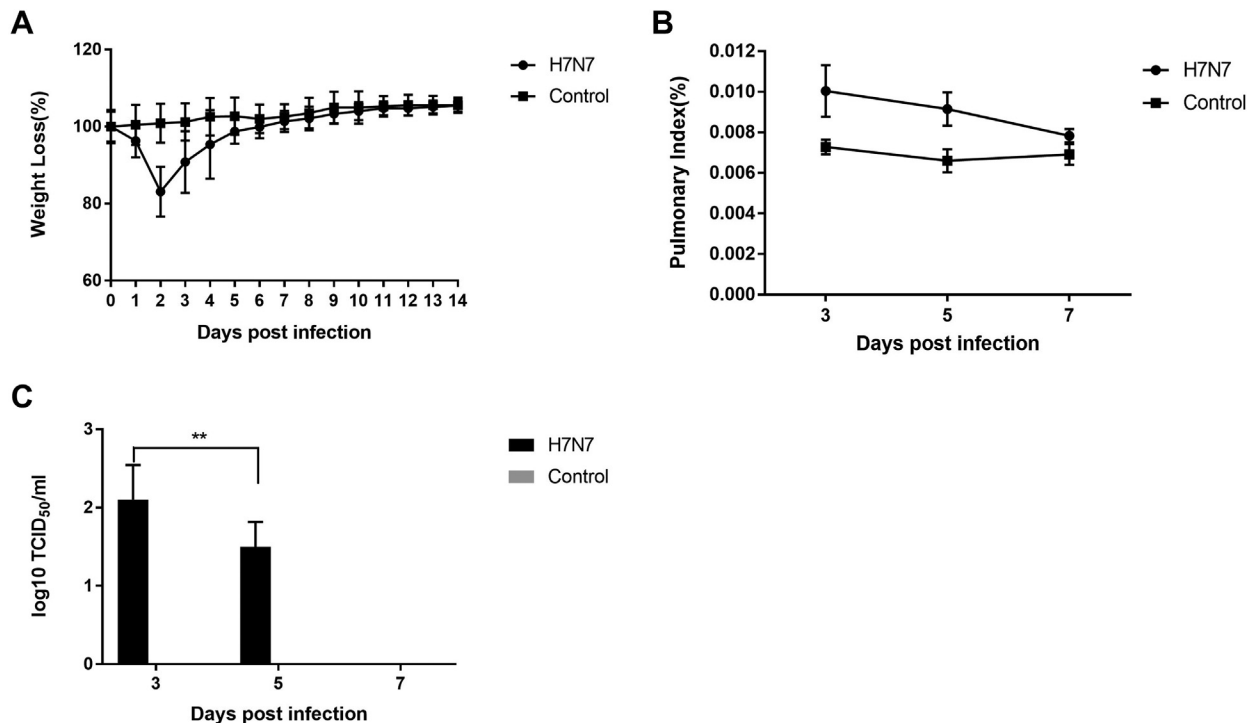 A
Weight Loss(%)
120
100
80
60
0 1 2 3 4 5 6 7 8 9 10 11 12 13 14
Days post infection
H7N7
Control
B
Pulmonary Index(%)
0.012
0.010
0.008
0.006
0.004
0.002
0.000
3 5 7
Days post infection
H7N7
Control
C
log10 TCID50/ml
3
2
1
0
**
3 5 7
Days post infection
H7N7
Control